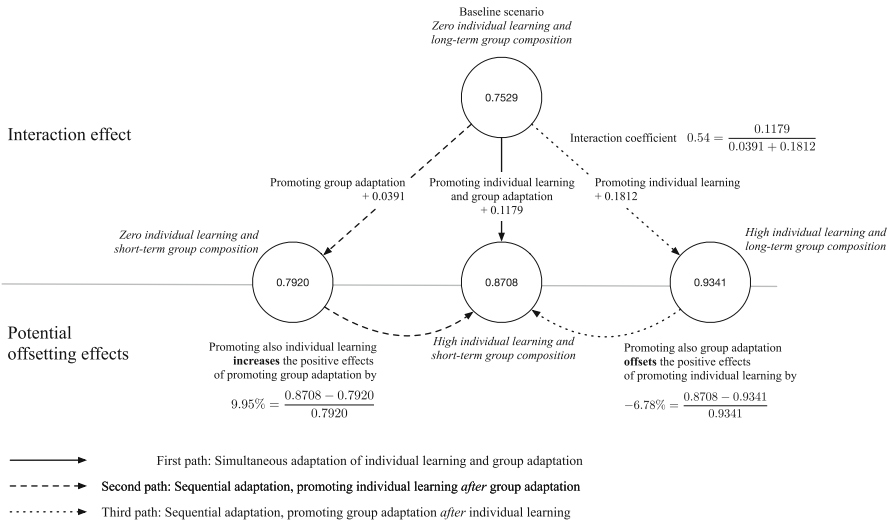 Baseline scenario
Zero individual learning and
long-term group composition
0.7529
Interaction effect
Interaction coefficient 0.54 = 0.1179 / 0.0391 + 0.1812
Promoting group adaptation
+ 0.0391
Promoting individual learning
and group adaptation
+ 0.1179
Promoting individual learning
+ 0.1812
Zero individual learning and
short-term group composition
High individual learning and
long-term group composition
0.7920
0.8708
0.9341
Potential
offsetting effects
High individual learning and
short-term group composition
Promoting also individual learning
increases the positive effects
of promoting group adaptation by
9.95% = 0.8708 − 0.7920 / 0.7920
Promoting also group adaptation
offsets the positive effects
of promoting individual learning by
−6.78% = 0.8708 − 0.9341 / 0.9341
First path: Simultaneous adaptation of individual learning and group adaptation
Second path: Sequential adaptation, promoting individual learning after group adaptation
Third path: Sequential adaptation, promoting group adaptation after individual learning